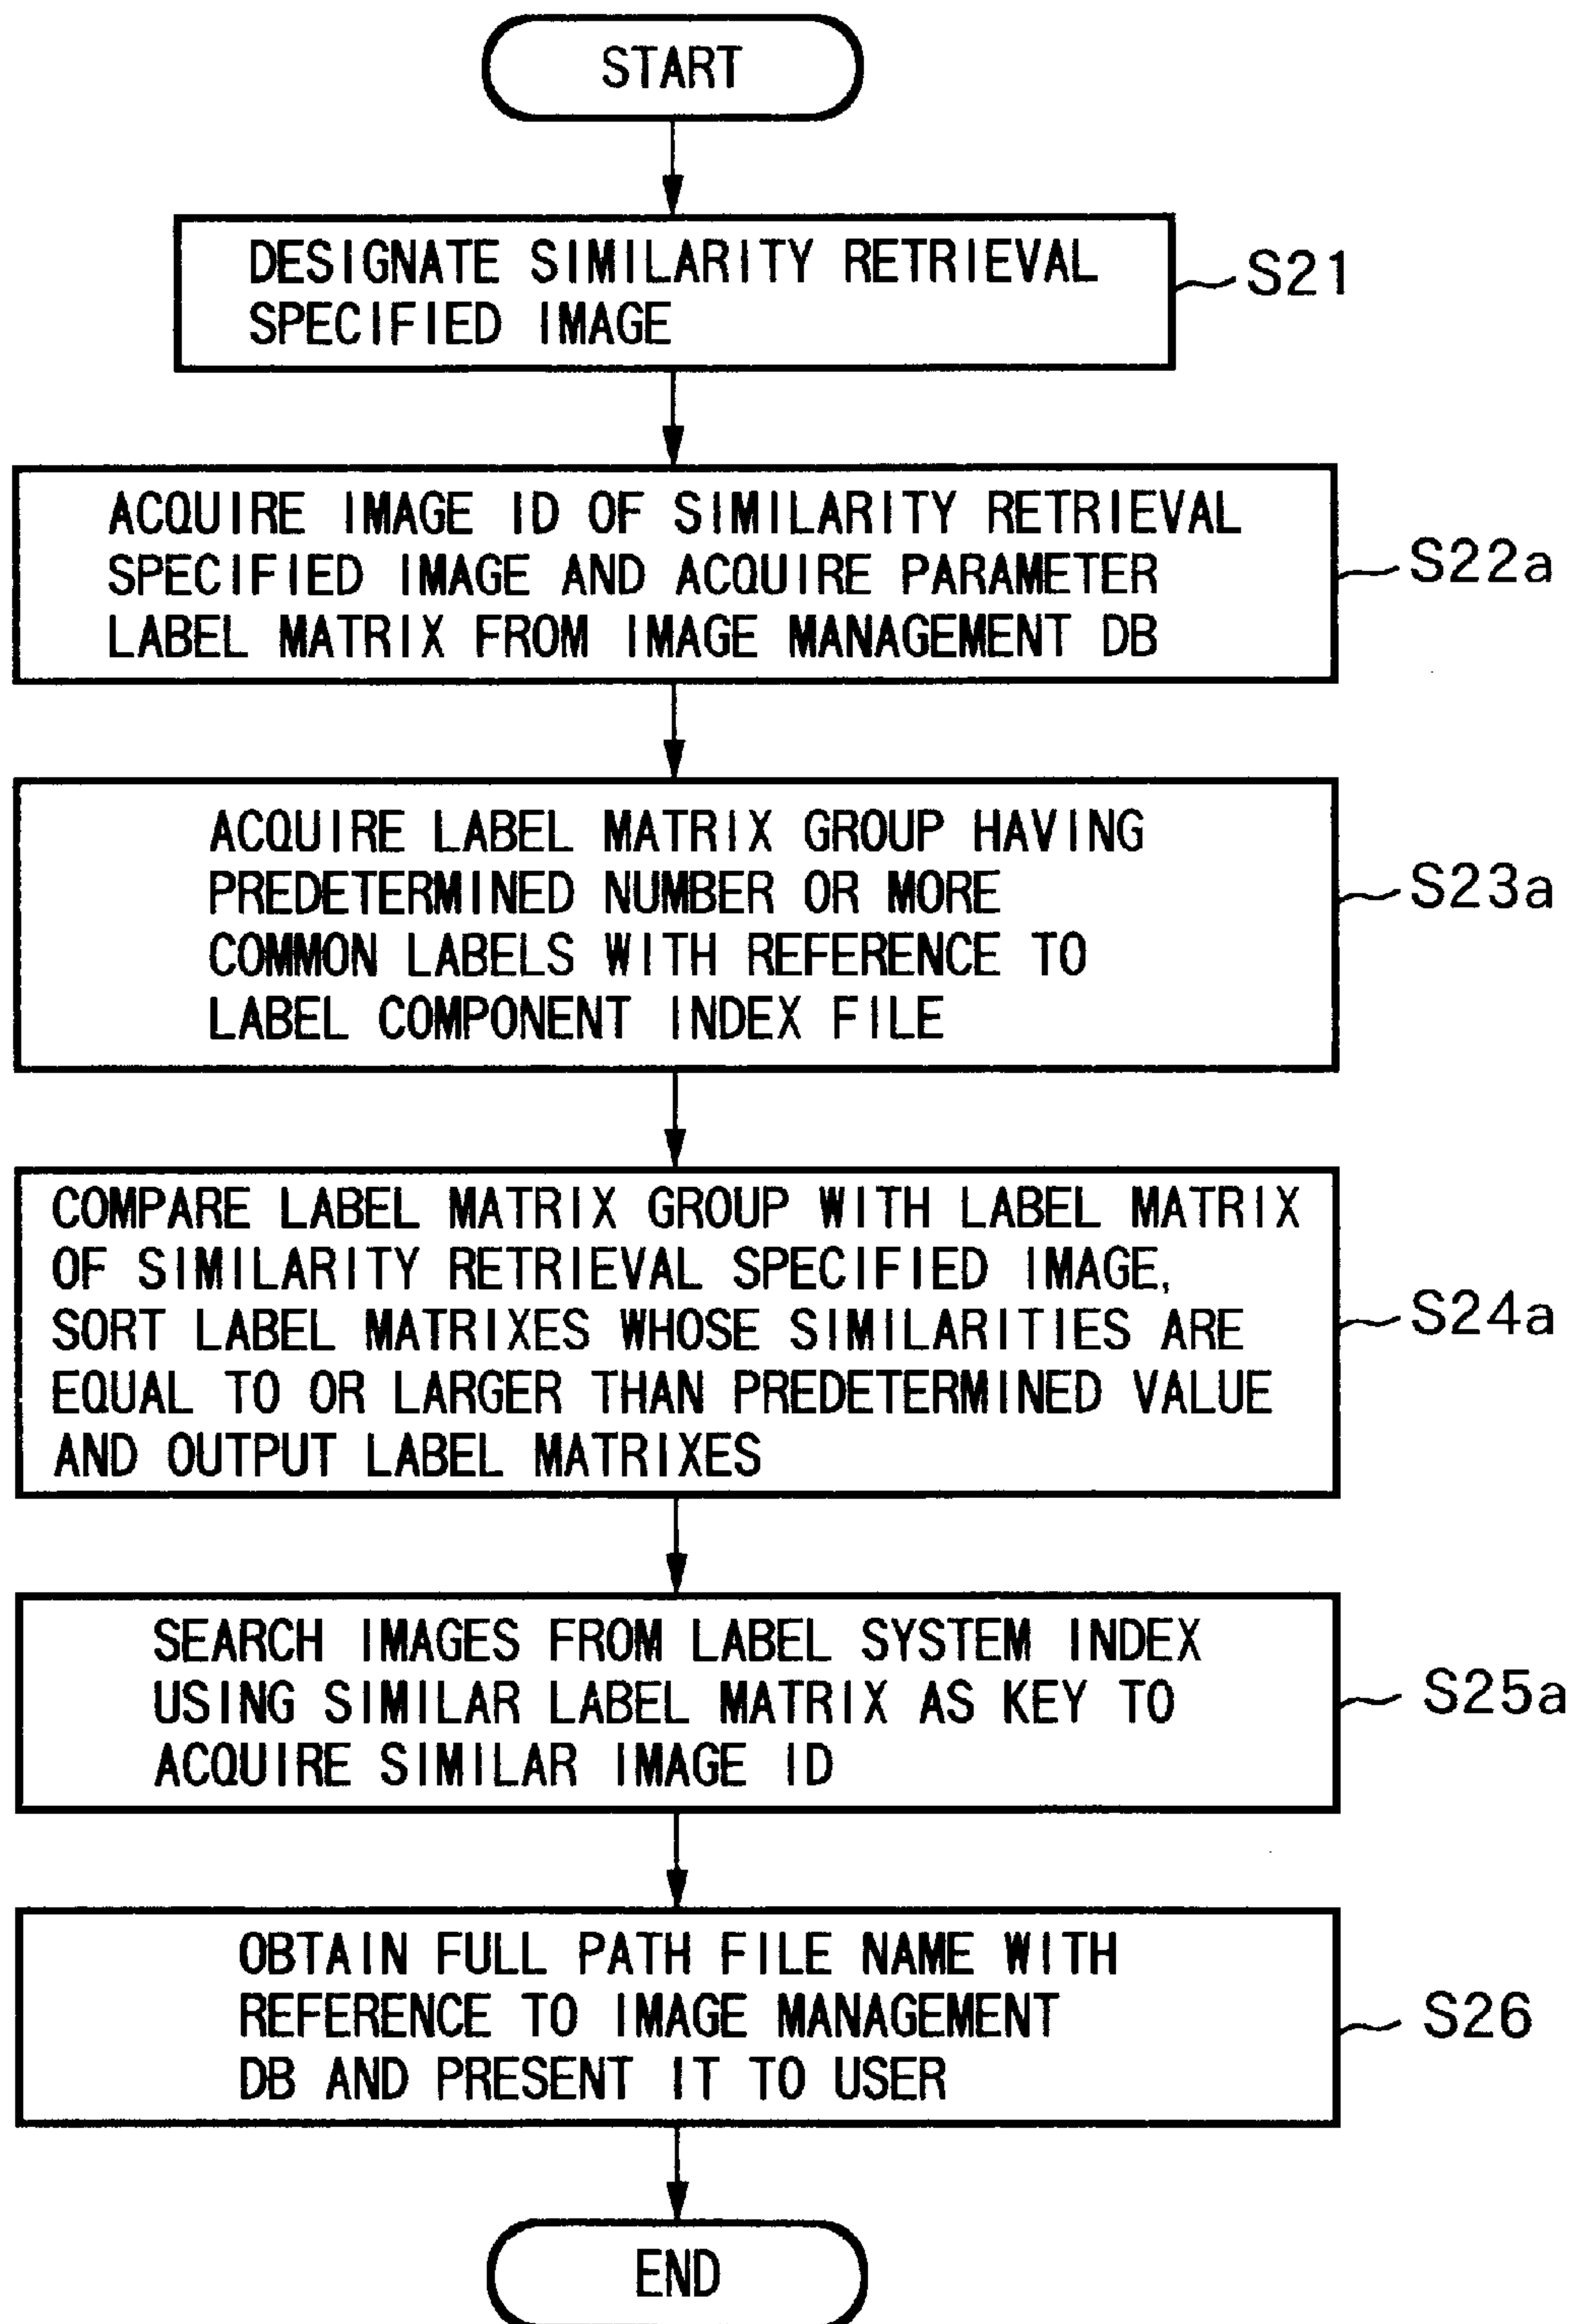 START
DESIGNATE SIMILARITY RETRIEVAL
SPECIFIED IMAGE
S21
ACQUIRE IMAGE ID OF SIMILARITY RETRIEVAL
SPECIFIED IMAGE AND ACQUIRE PARAMETER
LABEL MATRIX FROM IMAGE MANAGEMENT DB
S22a
ACQUIRE LABEL MATRIX GROUP HAVING
PREDETERMINED NUMBER OR MORE
COMMON LABELS WITH REFERENCE TO
LABEL COMPONENT INDEX FILE
S23a
COMPARE LABEL MATRIX GROUP WITH LABEL MATRIX
OF SIMILARITY RETRIEVAL SPECIFIED IMAGE,
SORT LABEL MATRIXES WHOSE SIMILARITIES ARE
EQUAL TO OR LARGER THAN PREDETERMINED VALUE
AND OUTPUT LABEL MATRIXES
S24a
SEARCH IMAGES FROM LABEL SYSTEM INDEX
USING SIMILAR LABEL MATRIX AS KEY TO
ACQUIRE SIMILAR IMAGE ID
S25a
OBTAIN FULL PATH FILE NAME WITH
REFERENCE TO IMAGE MANAGEMENT
DB AND PRESENT IT TO USER
S26
END